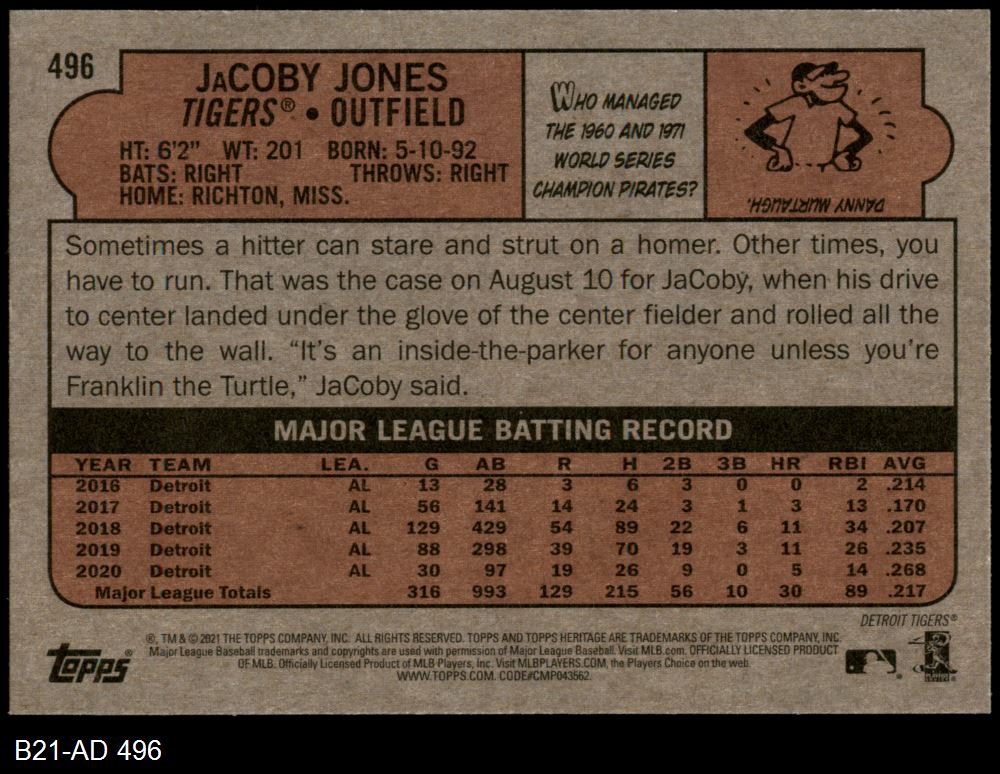 496
JaCOBY JONES
TIGERS® • OUTFIELD
HT: 6'2" WT: 201 BORN: 5-10-92
BATS: RIGHT THROWS: RIGHT
HOME: RICHTON, MISS.
WHO MANAGED
THE 1960 AND 1971
WORLD SERIES
CHAMPION PIRATES?
DANNY MURTAUGH.
Sometimes a hitter can stare and strut on a homer. Other times, you
have to run. That was the case on August 10 for JaCoby, when his drive
to center landed under the glove of the center fielder and rolled all the
way to the wall. “It’s an inside-the-parker for anyone unless you’re
Franklin the Turtle,” JaCoby said.
MAJOR LEAGUE BATTING RECORD
YEAR TEAM LEA. G AB R H 2B 3B HR RBI AVG
2016 Detroit AL 13 28 3 6 3 0 0 2 .214
2017 Detroit AL 56 141 14 24 3 1 3 13 .170
2018 Detroit AL 129 429 54 89 22 6 11 34 .207
2019 Detroit AL 88 298 39 70 19 3 11 26 .235
2020 Detroit AL 30 97 19 26 9 0 5 14 .268
Major League Totals 316 993 129 215 56 10 30 89 .217
DETROIT TIGERS®
topps®
®, TM & © 2021 THE TOPPS COMPANY, INC. ALL RIGHTS RESERVED. TOPPS AND TOPPS HERITAGE ARE TRADEMARKS OF THE TOPPS COMPANY, INC.
Major League Baseball trademarks and copyrights are used with permission of Major League Baseball. Visit MLB.com. OFFICIALLY LICENSED PRODUCT
OF MLB. Officially Licensed Product of MLB Players, Inc. Visit MLBPLAYERS.COM, the Players Choice on the web.
WWW.TOPPS.COM. CODE#CMP043562.
B21-AD 496